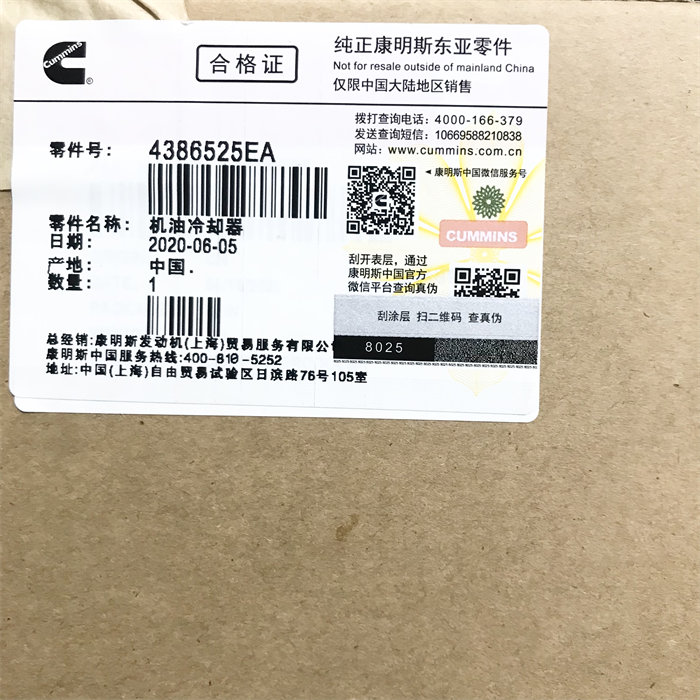 Cummins
®
合格证
纯正康明斯东亚零件
Not for resale outside of mainland China
仅限中国大陆地区销售
拨打查询电话：4000-166-379
发送查询短信：10669588210838
网站：www.cummins.com.cn
零件号： 4386525EA
康明斯中国微信服务号
CUMMINS
零件名称： 机油冷却器
日期： 2020-06-05
产地： 中国.
数量： 1
刮开表层，通过
康明斯中国官方
微信平台查询真伪
刮涂层 扫二维码 查真伪
8025
总经销：康明斯发动机(上海)贸易服务有限公
康明斯中国服务热线:400-810-5252
地址:中国(上海)自由贸易试验区日滨路76号105室